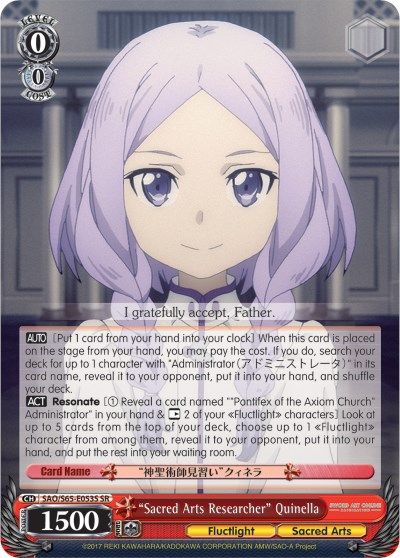 LEVEL
0
0
COST
I gratefully accept, Father.
AUTO [Put 1 card from your hand into your clock] When this card is placed
on the stage from your hand, you may pay the cost. If you do, search your
deck for up to 1 character with "Administrator(アドミニストレータ)" in its
card name, reveal it to your opponent, put it into your hand, and shuffle
your deck.
ACT Resonate [① Reveal a card named ""Pontifex of the Axiom Church"
Administrator" in your hand & 2 of your «Fluctlight» characters] Look at
up to 5 cards from the top of your deck, choose up to 1 «Fluctlight»
character from among them, reveal it to your opponent, put it into your
hand, and put the rest into your waiting room.
Card Name
"神聖術師見習い"クィネラ
CH SAO/S65-E053S SR
"Sacred Arts Researcher" Quinella
SWORD ART ONLINE
POWER
1500
SOUL
Fluctlight
Sacred Arts
©2017 REKI KAWAHARA/KADOKAWA CORPORATION AMW/SAO-A Project